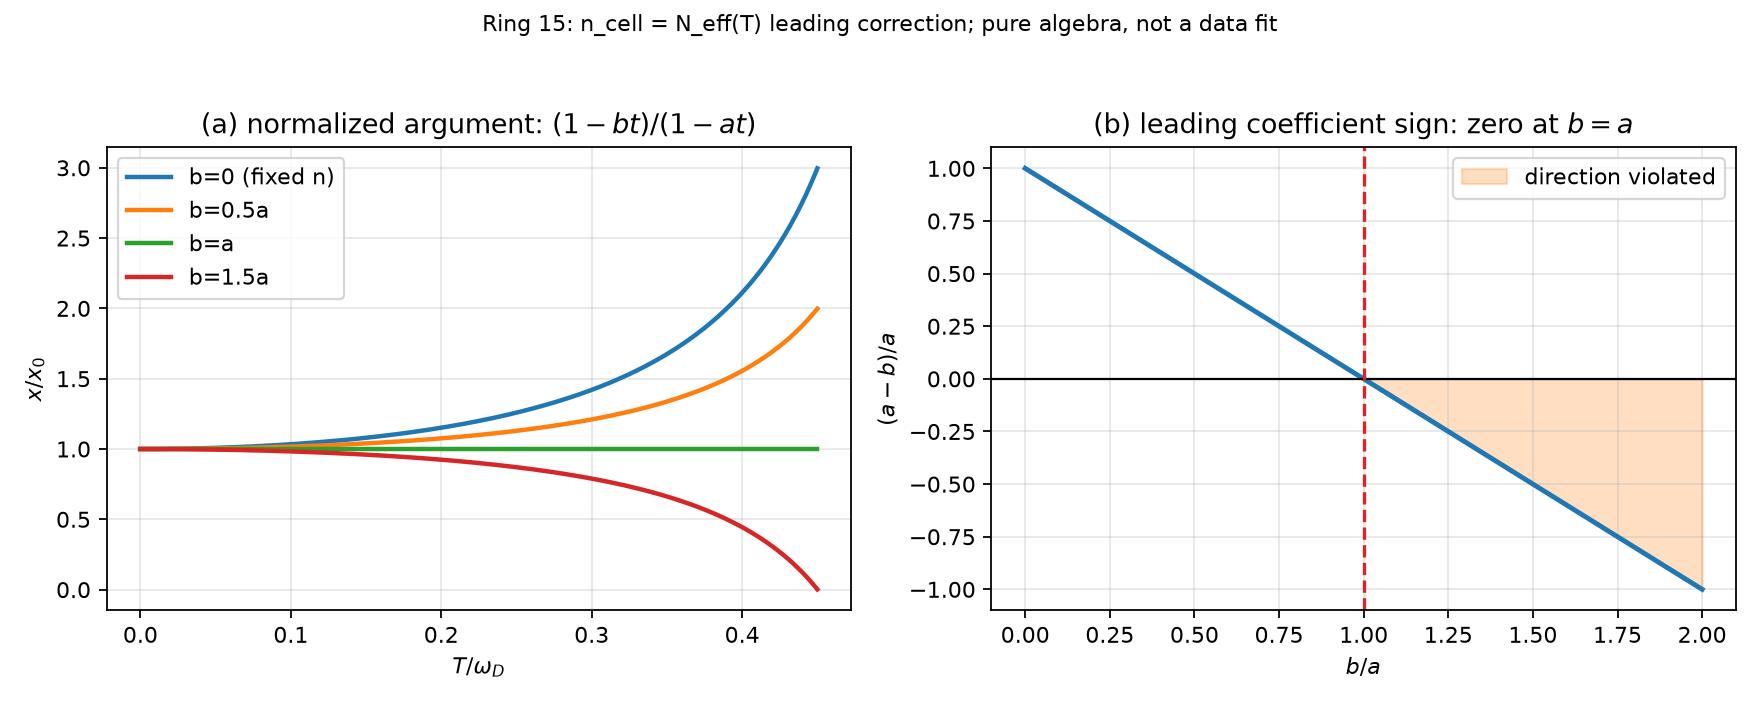 Ring 15: n_cell = N_eff(T) leading correction; pure algebra, not a data fit
(a) normalized argument: (1 − bt)/(1 − at)
b=0 (fixed n)
b=0.5a
b=a
b=1.5a
3.0
2.5
2.0
1.5
1.0
0.5
0.0
x/x₀
0.0 0.1 0.2 0.3 0.4
T/ω_D
(b) leading coefficient sign: zero at b = a
direction violated
1.00
0.75
0.50
0.25
0.00
−0.25
−0.50
−0.75
−1.00
(a − b)/a
0.00 0.25 0.50 0.75 1.00 1.25 1.50 1.75 2.00
b/a